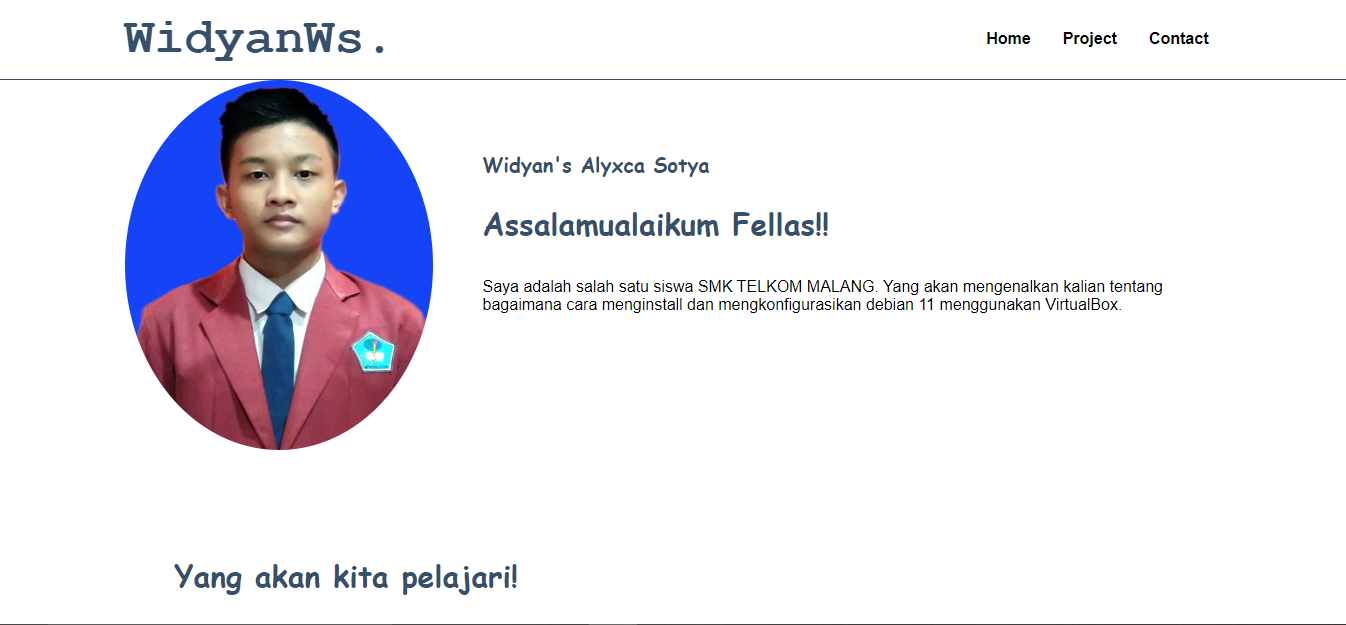 WidyanWs.
Home Project Contact
Widyan's Alyxca Sotya
Assalamualaikum Fellas!!
Saya adalah salah satu siswa SMK TELKOM MALANG. Yang akan mengenalkan kalian tentang
bagaimana cara menginstall dan mengkonfigurasikan debian 11 menggunakan VirtualBox.
Yang akan kita pelajari!